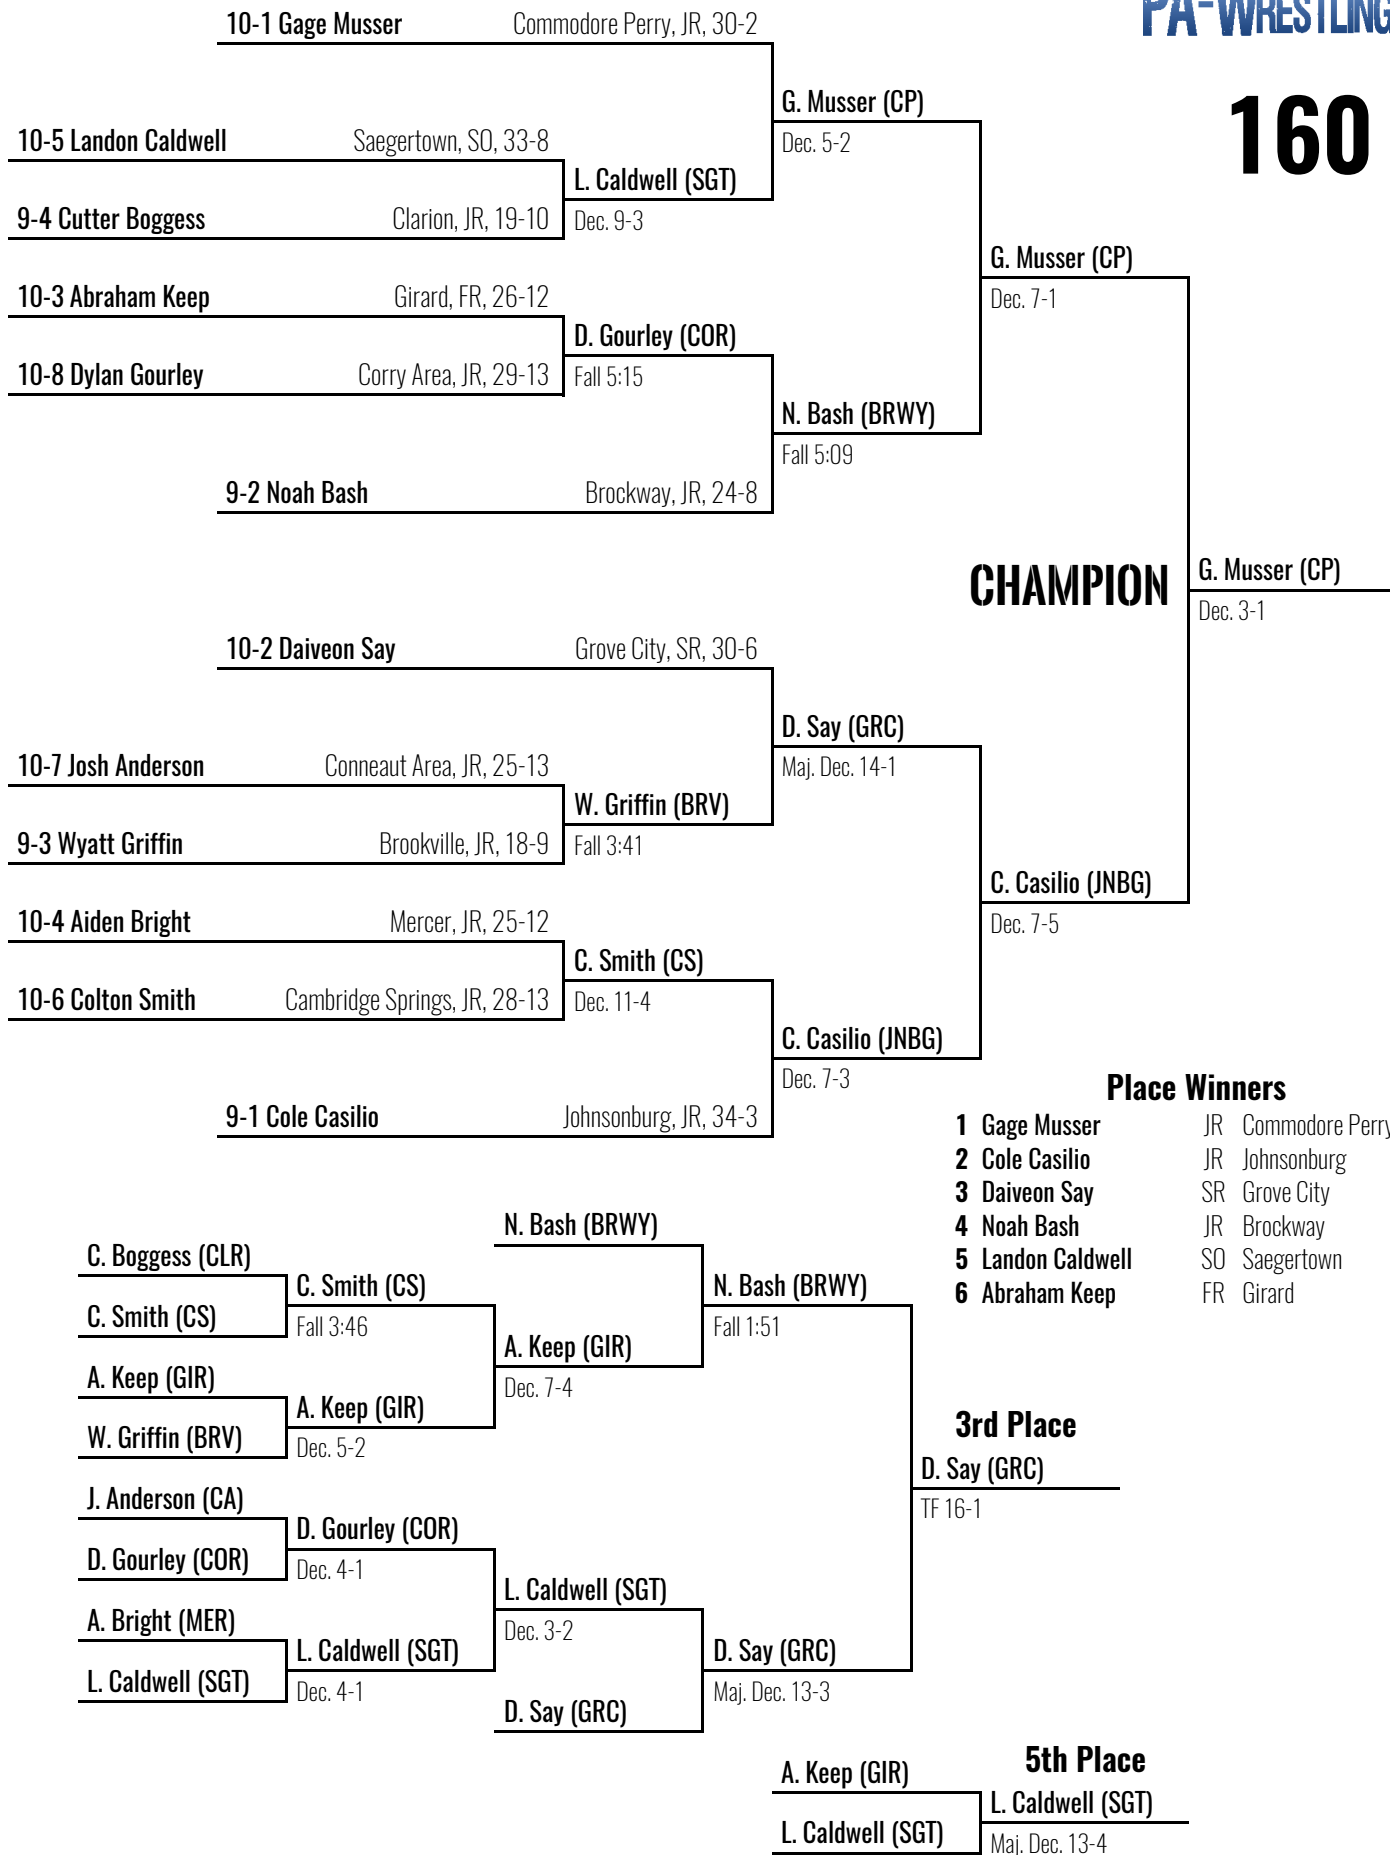 PA-WRESTLING
160
10-1 Gage Musser Commodore Perry, JR, 30-2
G. Musser (CP)
Dec. 5-2
10-5 Landon Caldwell Saegertown, SO, 33-8
L. Caldwell (SGT)
Dec. 9-3
9-4 Cutter Boggess Clarion, JR, 19-10
G. Musser (CP)
Dec. 7-1
10-3 Abraham Keep Girard, FR, 26-12
D. Gourley (COR)
Fall 5:15
10-8 Dylan Gourley Corry Area, JR, 29-13
N. Bash (BRWY)
Fall 5:09
9-2 Noah Bash Brockway, JR, 24-8
CHAMPION
G. Musser (CP)
Dec. 3-1
10-2 Daiveon Say Grove City, SR, 30-6
D. Say (GRC)
Maj. Dec. 14-1
10-7 Josh Anderson Conneaut Area, JR, 25-13
W. Griffin (BRV)
Fall 3:41
9-3 Wyatt Griffin Brookville, JR, 18-9
C. Casilio (JNBG)
Dec. 7-5
10-4 Aiden Bright Mercer, JR, 25-12
C. Smith (CS)
Dec. 11-4
10-6 Colton Smith Cambridge Springs, JR, 28-13
C. Casilio (JNBG)
Dec. 7-3
9-1 Cole Casilio Johnsonburg, JR, 34-3
Place Winners
1 Gage Musser JR Commodore Perry
2 Cole Casilio JR Johnsonburg
3 Daiveon Say SR Grove City
4 Noah Bash JR Brockway
5 Landon Caldwell SO Saegertown
6 Abraham Keep FR Girard
N. Bash (BRWY)
C. Boggess (CLR)
C. Smith (CS)
Fall 3:46
C. Smith (CS)
N. Bash (BRWY)
Fall 1:51
A. Keep (GIR)
Dec. 7-4
A. Keep (GIR)
A. Keep (GIR)
Dec. 5-2
W. Griffin (BRV)
3rd Place
D. Say (GRC)
TF 16-1
J. Anderson (CA)
D. Gourley (COR)
Dec. 4-1
D. Gourley (COR)
L. Caldwell (SGT)
Dec. 3-2
A. Bright (MER)
L. Caldwell (SGT)
Dec. 4-1
L. Caldwell (SGT)
D. Say (GRC)
Maj. Dec. 13-3
D. Say (GRC)
5th Place
A. Keep (GIR)
L. Caldwell (SGT)
Maj. Dec. 13-4
L. Caldwell (SGT)